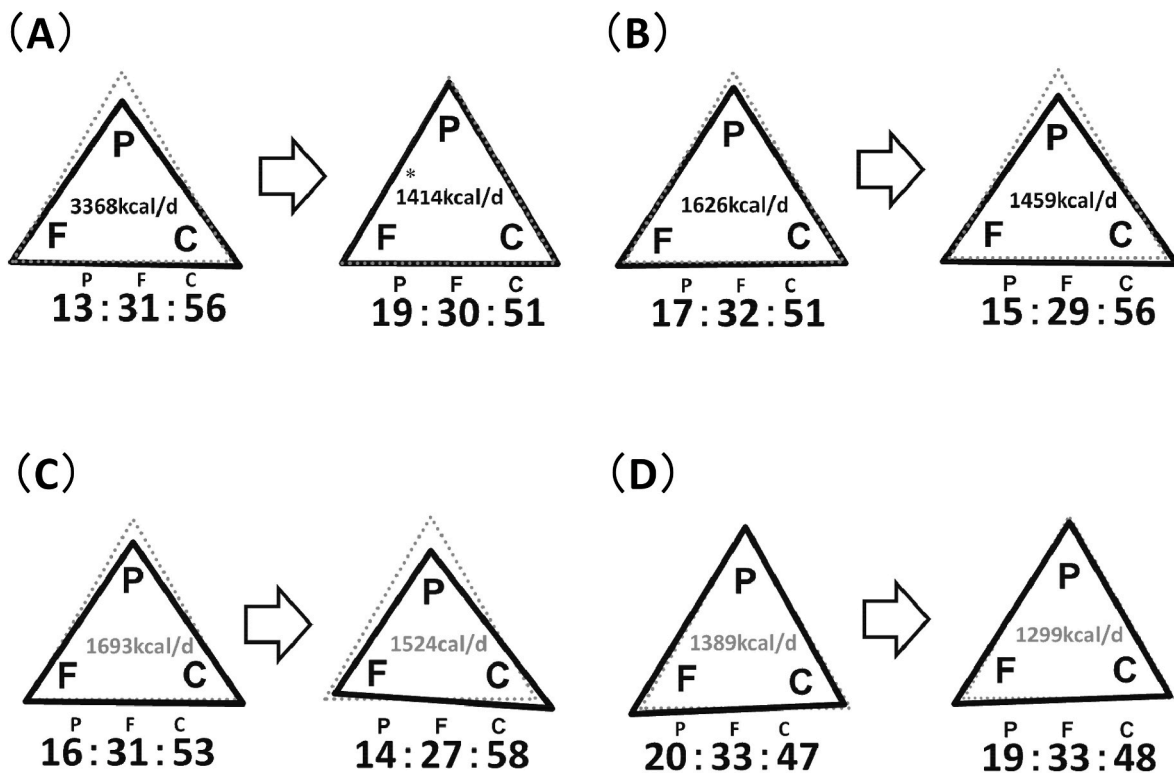 (A)
P
3368kcal/d
F C
P F C
13:31:56
P
*
1414kcal/d
F C
P F C
19:30:51
(B)
P
1626kcal/d
F C
P F C
17:32:51
P
1459kcal/d
F C
P F C
15:29:56
(C)
P
1693kcal/d
F C
P F C
16:31:53
P
1524cal/d
F C
P F C
14:27:58
(D)
P
1389kcal/d
F C
P F C
20:33:47
P
1299kcal/d
F C
P F C
19:33:48